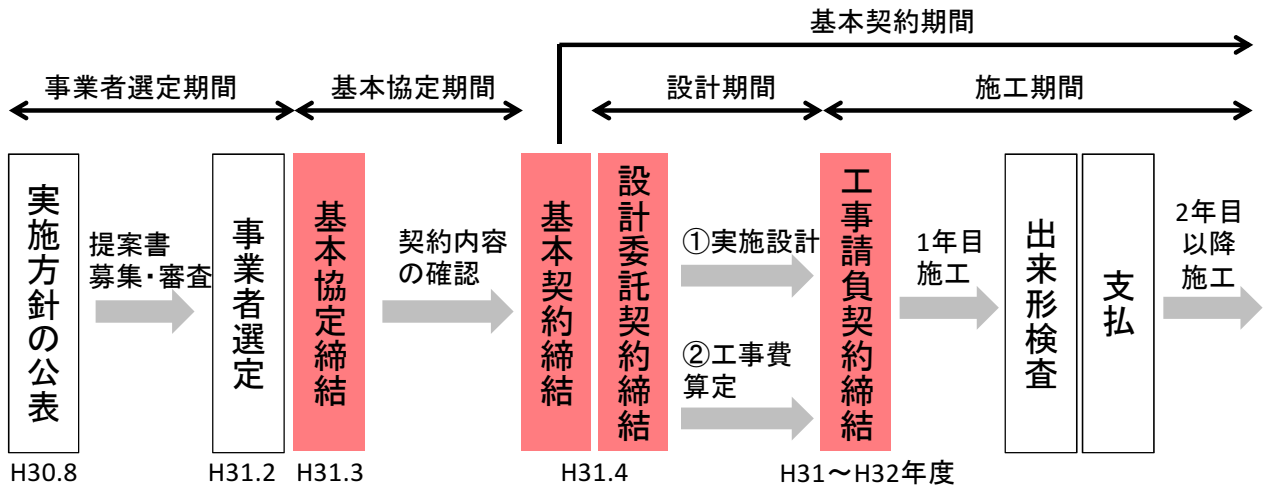 基本契約期間
事業者選定期間
基本協定期間
設計期間
施工期間
実施方針の公表
提案書
募集・審査
事業者選定
基本協定締結
契約内容
の確認
基本契約締結
設計委託契約締結
①実施設計
②工事費
算定
工事請負契約締結
1年目
施工
出来形検査
支払
2年目
以降
施工
H30.8
H31.2
H31.3
H31.4
H31～H32年度